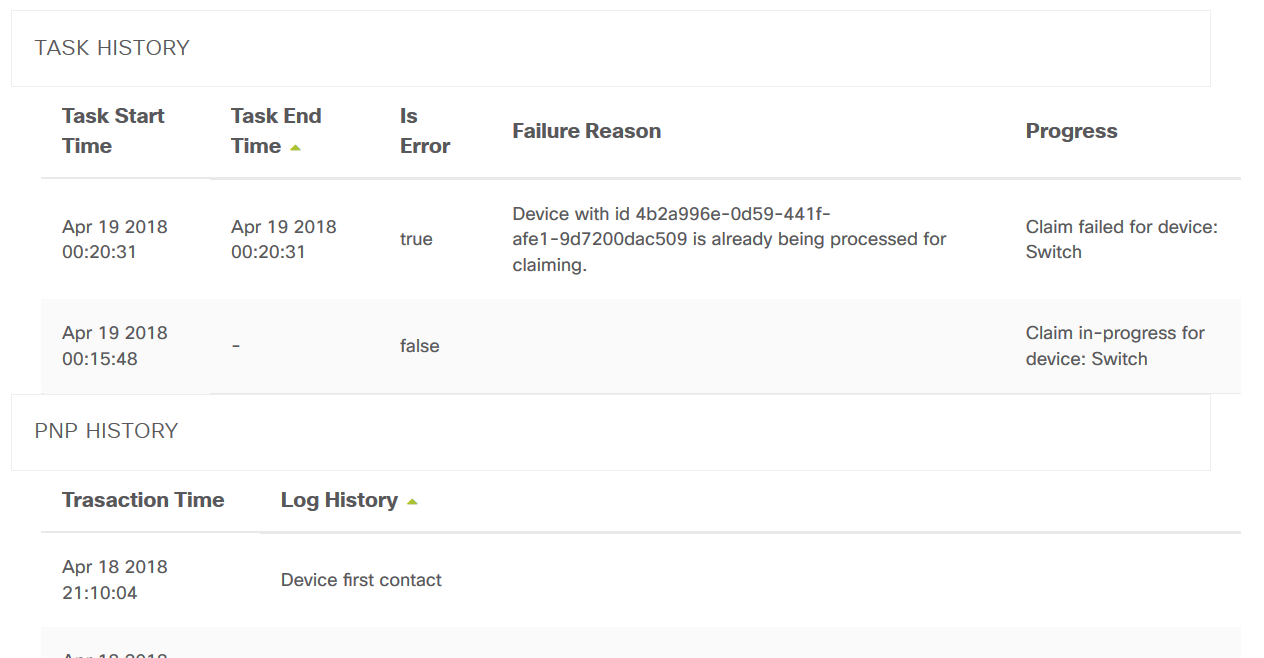 TASK HISTORY
Task Start Time
Task End Time
Is Error
Failure Reason
Progress
Apr 19 2018
00:20:31
Apr 19 2018
00:20:31
true
Device with id 4b2a996e-0d59-441f-
afe1-9d7200dac509 is already being processed for
claiming.
Claim failed for device:
Switch
Apr 19 2018
00:15:48
-
false
Claim in-progress for
device: Switch
PNP HISTORY
Trasaction Time
Log History
Apr 18 2018
21:10:04
Device first contact
Apr 18 2018